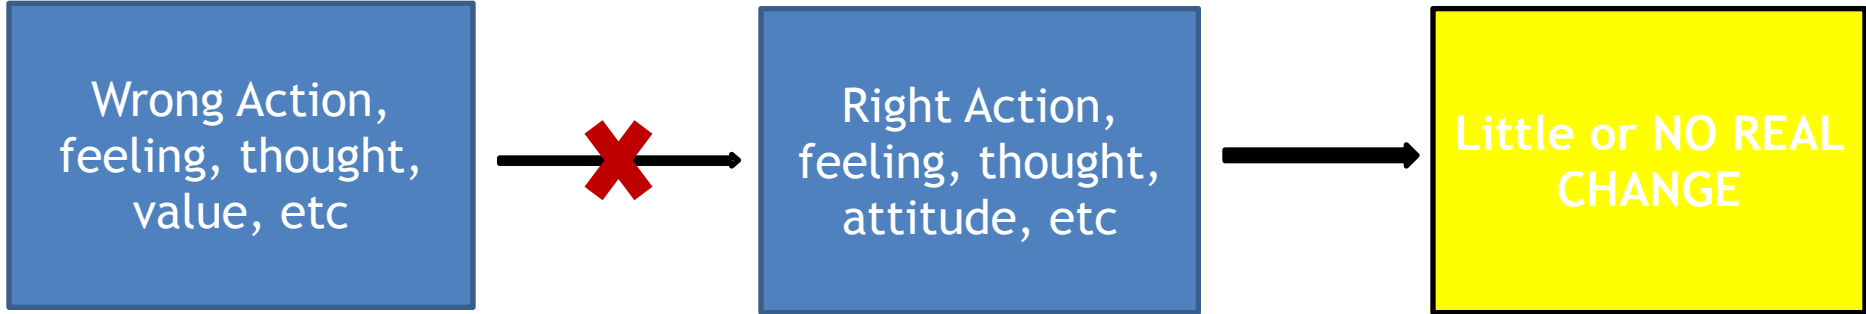 Wrong Action,
feeling, thought,
value, etc
Right Action,
feeling, thought,
attitude, etc
Little or NO REAL
CHANGE